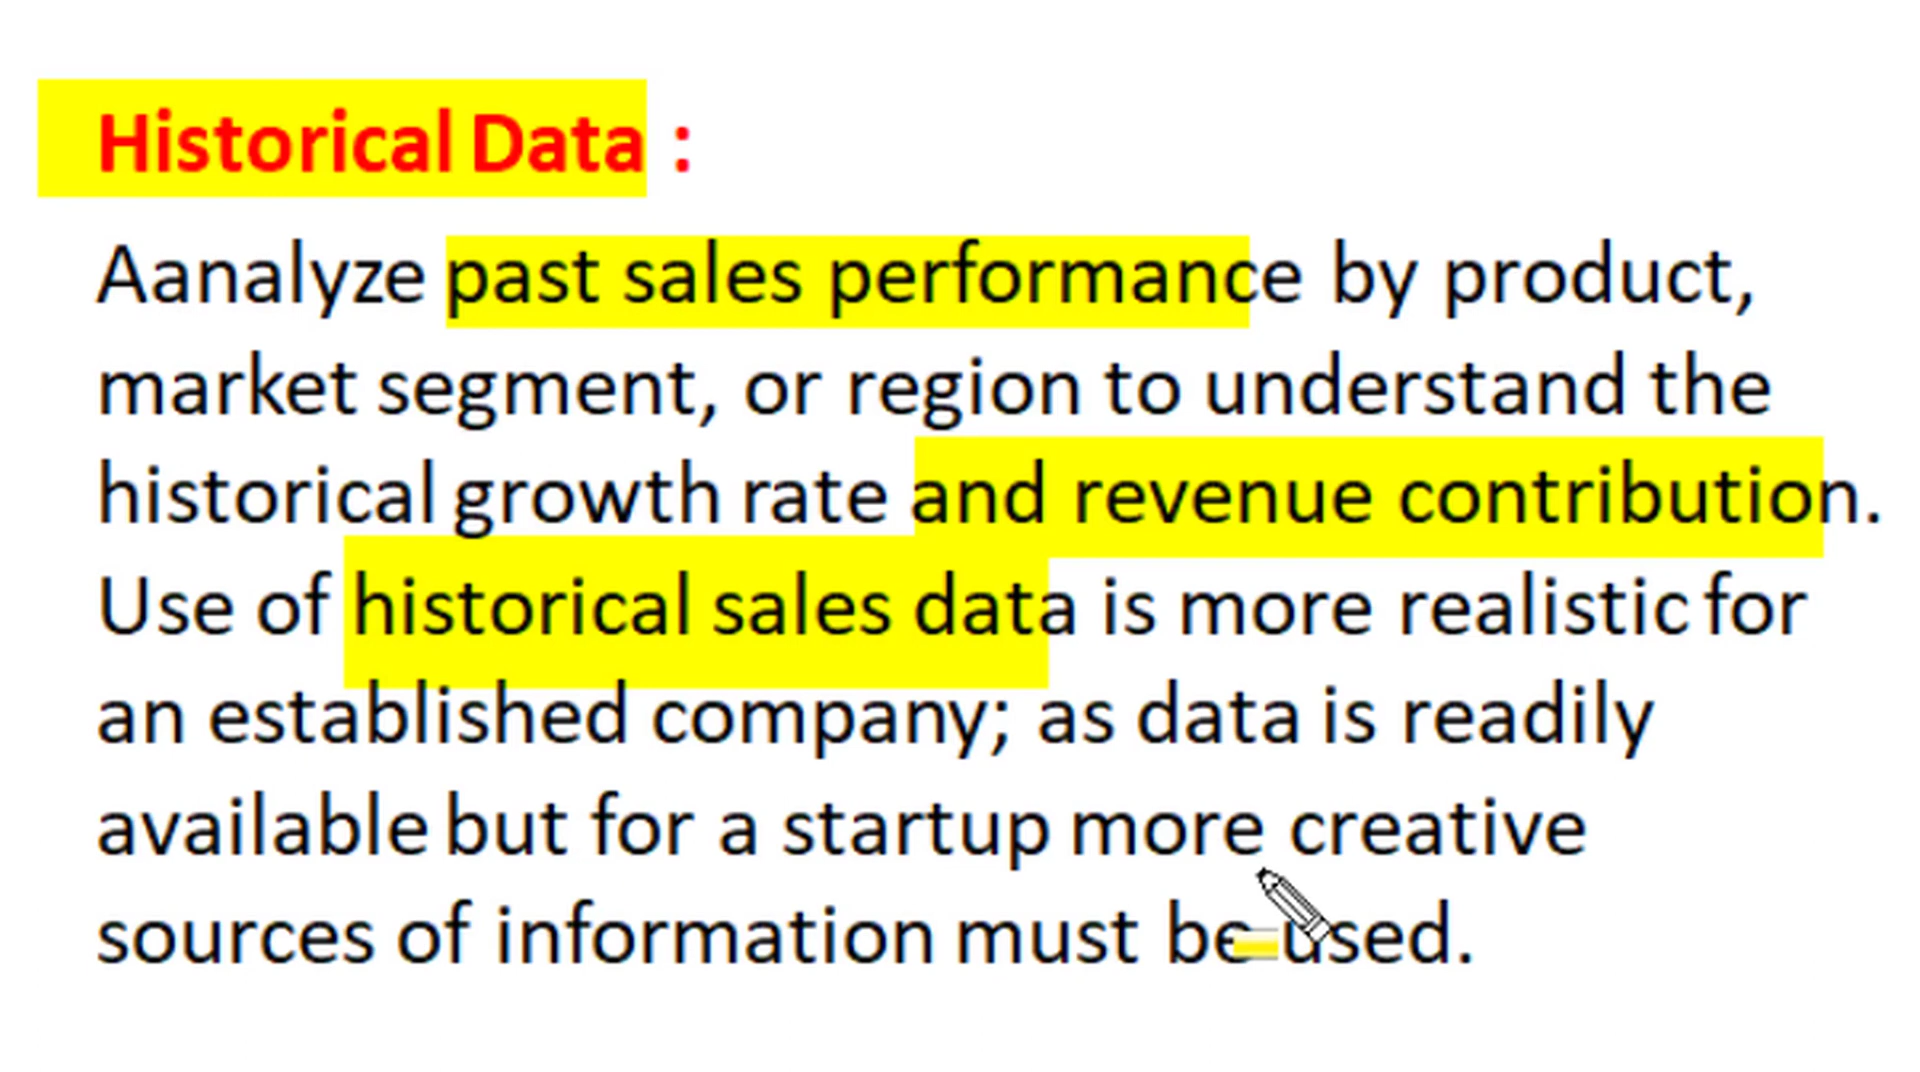 Historical Data :
Aanalyze past sales performance by product,
market segment, or region to understand the
historical growth rate and revenue contribution.
Use of historical sales data is more realistic for
an established company; as data is readily
available but for a startup more creative
sources of information must be used.